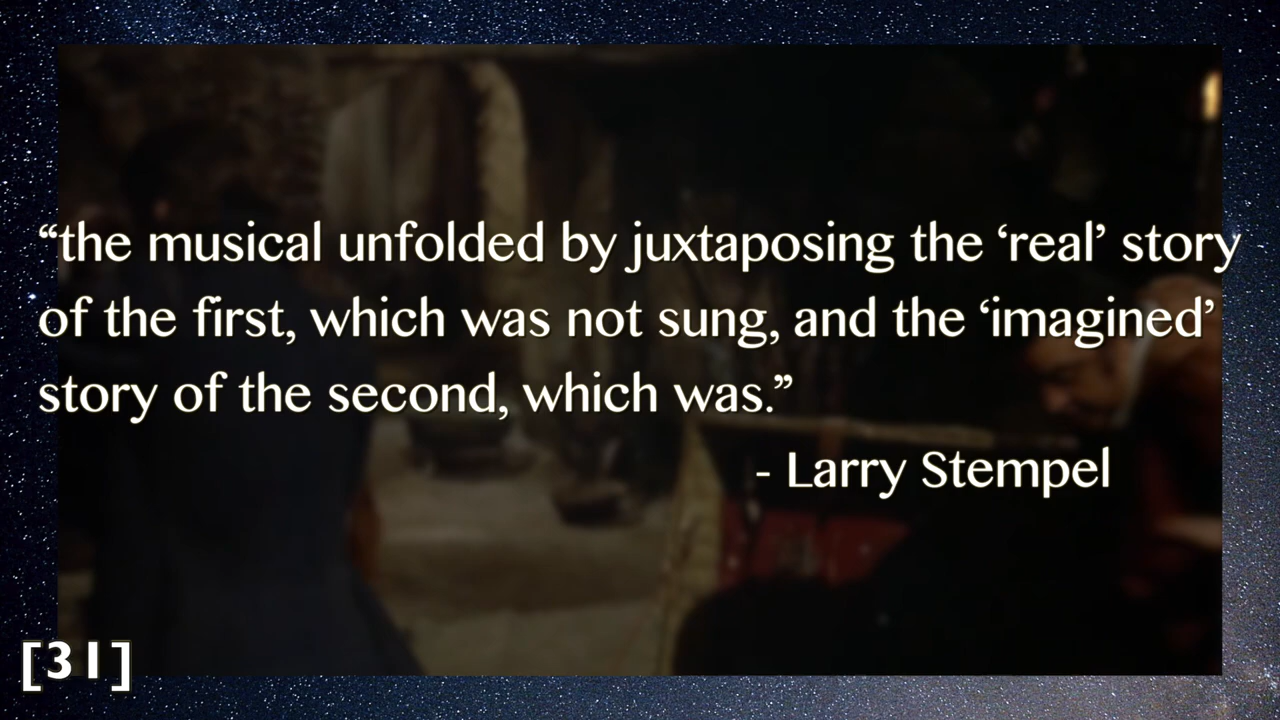 “the musical unfolded by juxtaposing the ‘real’ story
of the first, which was not sung, and the ‘imagined’
story of the second, which was.”
- Larry Stempel
[31]